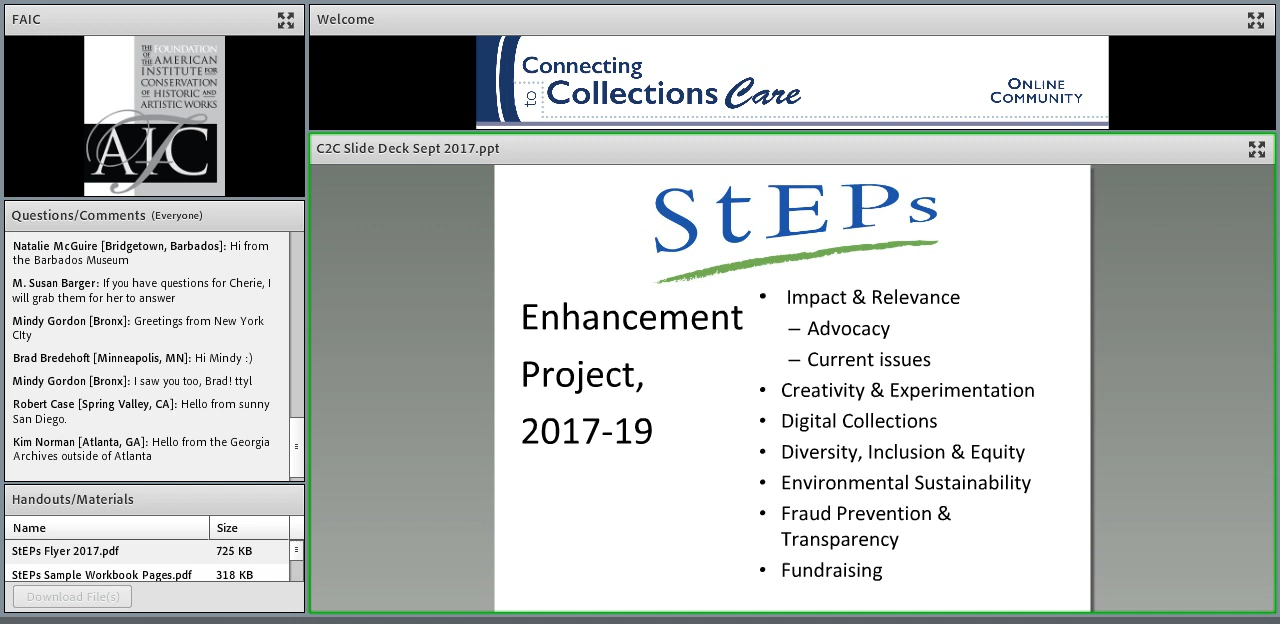 FAIC
THE FOUNDATION
OF THE AMERICAN
INSTITUTE FOR
CONSERVATION
OF HISTORIC AND
ARTISTIC WORKS
AIC
Questions/Comments (Everyone)
Natalie McGuire [Bridgetown, Barbados]: Hi from
the Barbados Museum
M. Susan Barger: If you have questions for Cherie, I
will grab them for her to answer
Mindy Gordon [Bronx]: Greetings from New York
CIty
Brad Bredehoft [Minneapolis, MN]: Hi Mindy :)
Mindy Gordon [Bronx]: I saw you too, Brad! ttyl
Robert Case [Spring Valley, CA]: Hello from sunny
San Diego.
Kim Norman [Atlanta, GA]: Hello from the Georgia
Archives outside of Atlanta
Handouts/Materials
Name Size
StEPs Flyer 2017.pdf 725 KB
StEPs Sample Workbook Pages.pdf 318 KB
Download File(s)
Welcome
Connecting
to Collections Care
ONLINE
COMMUNITY
C2C Slide Deck Sept 2017.ppt
StEPs
Enhancement
Project,
2017-19
• Impact & Relevance
– Advocacy
– Current issues
• Creativity & Experimentation
• Digital Collections
• Diversity, Inclusion & Equity
• Environmental Sustainability
• Fraud Prevention &
Transparency
• Fundraising